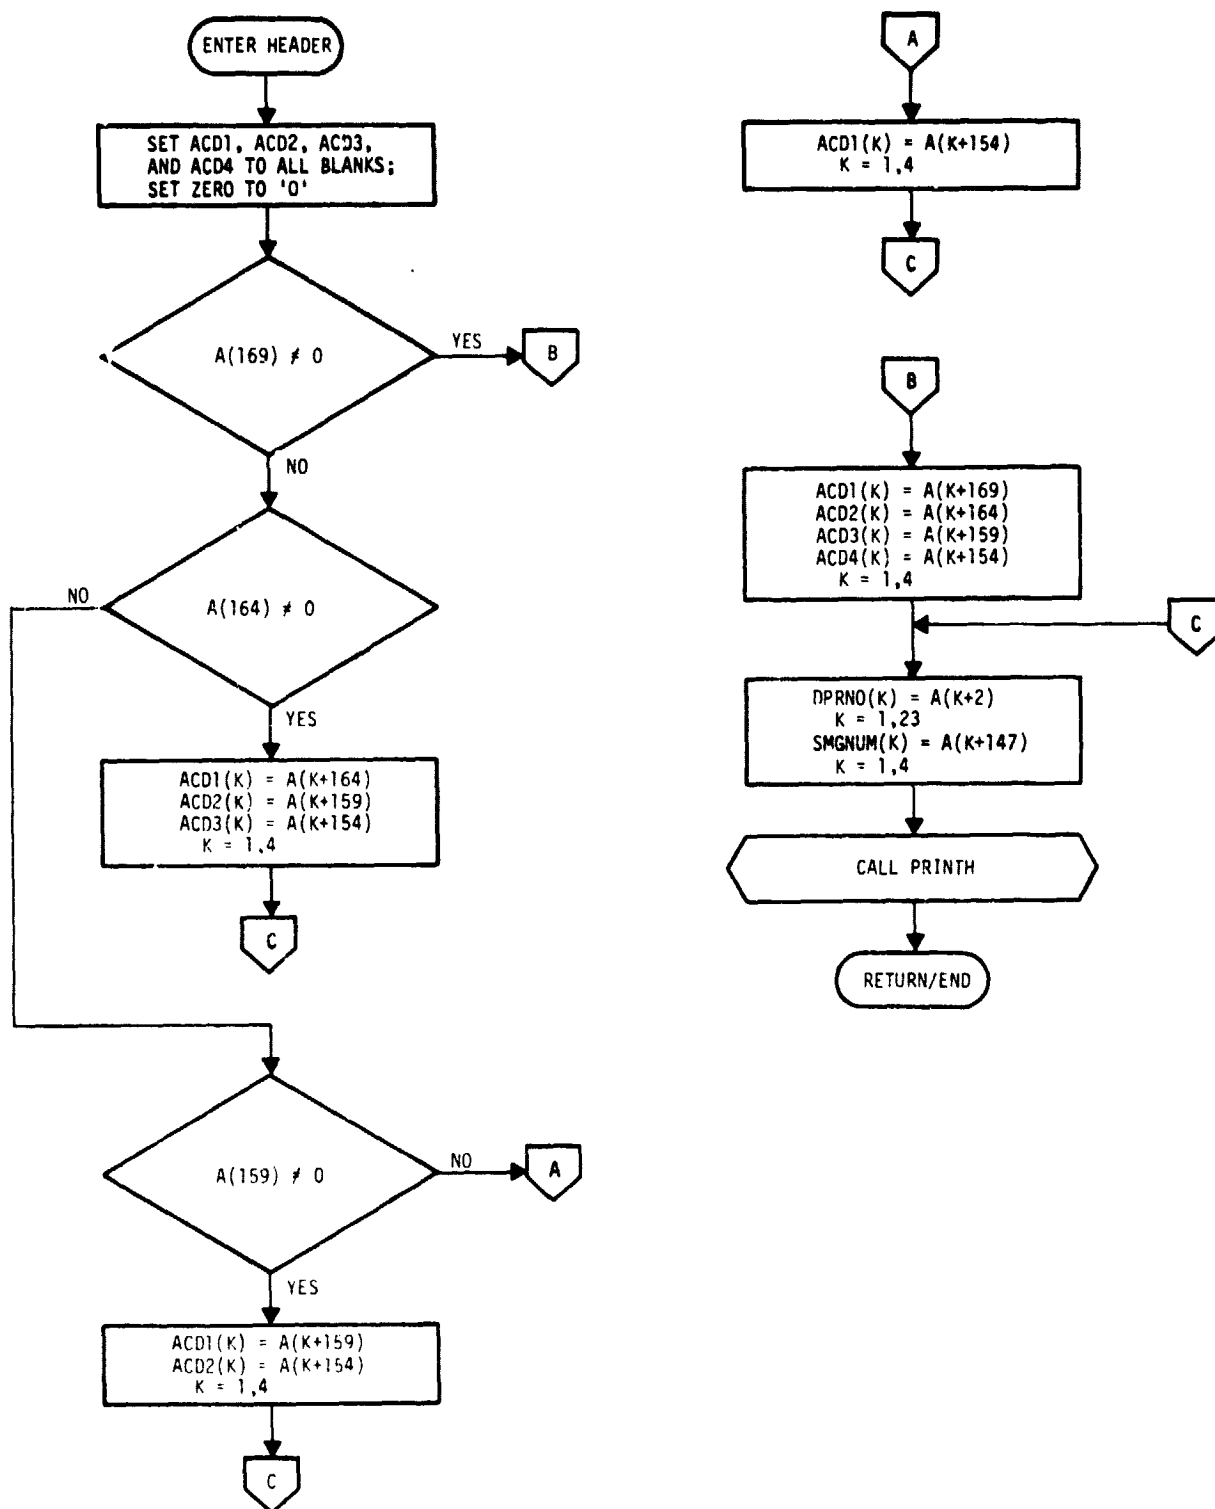 ENTER HEADER
SET ACD1, ACD2, ACD3,
AND ACD4 TO ALL BLANKS;
SET ZERO TO '0'
A(169) ≠ 0
YES
B
NO
A(164) ≠ 0
NO
YES
ACD1(K) = A(K+164)
ACD2(K) = A(K+159)
ACD3(K) = A(K+154)
K = 1,4
C
A(159) ≠ 0
NO
A
YES
ACD1(K) = A(K+159)
ACD2(K) = A(K+154)
K = 1,4
C
A
ACD1(K) = A(K+154)
K = 1,4
C
B
ACD1(K) = A(K+169)
ACD2(K) = A(K+164)
ACD3(K) = A(K+159)
ACD4(K) = A(K+154)
K = 1,4
C
DPRNO(K) = A(K+2)
K = 1,23
SMGNUM(K) = A(K+147)
K = 1,4
CALL PRINTH
RETURN/END